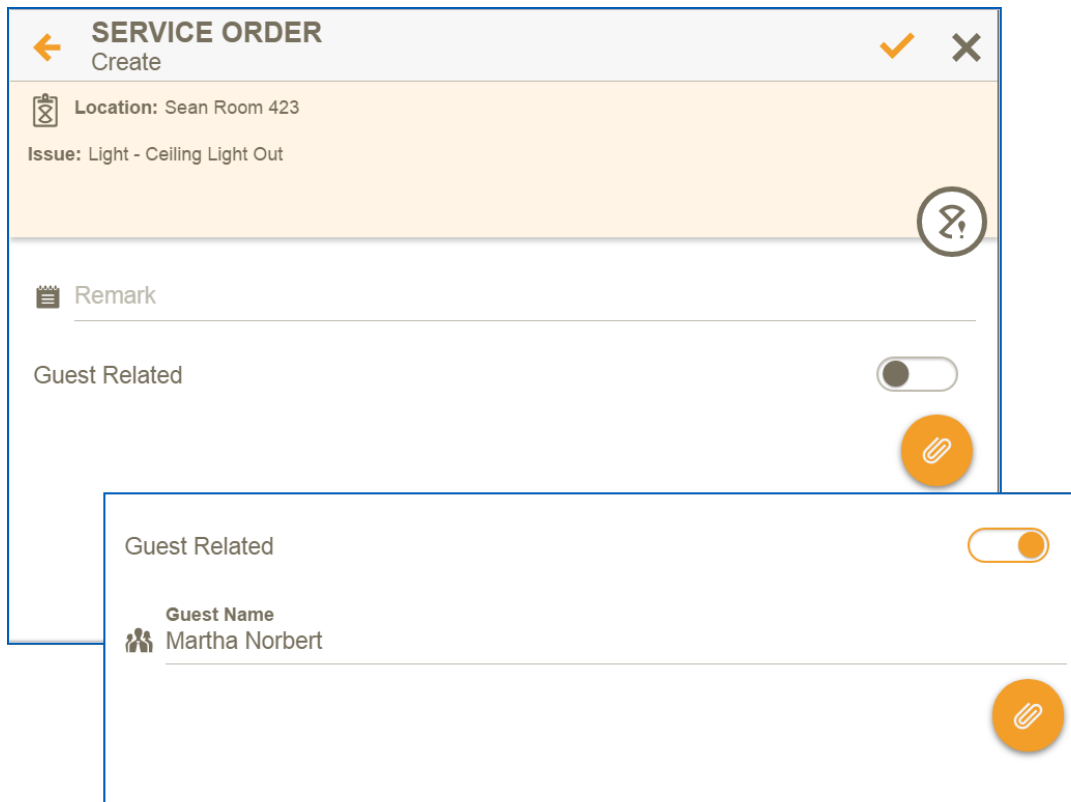 SERVICE ORDER
Create
Location: Sean Room 423
Issue: Light - Ceiling Light Out
Remark
Guest Related
Guest Related
Guest Name
Martha Norbert